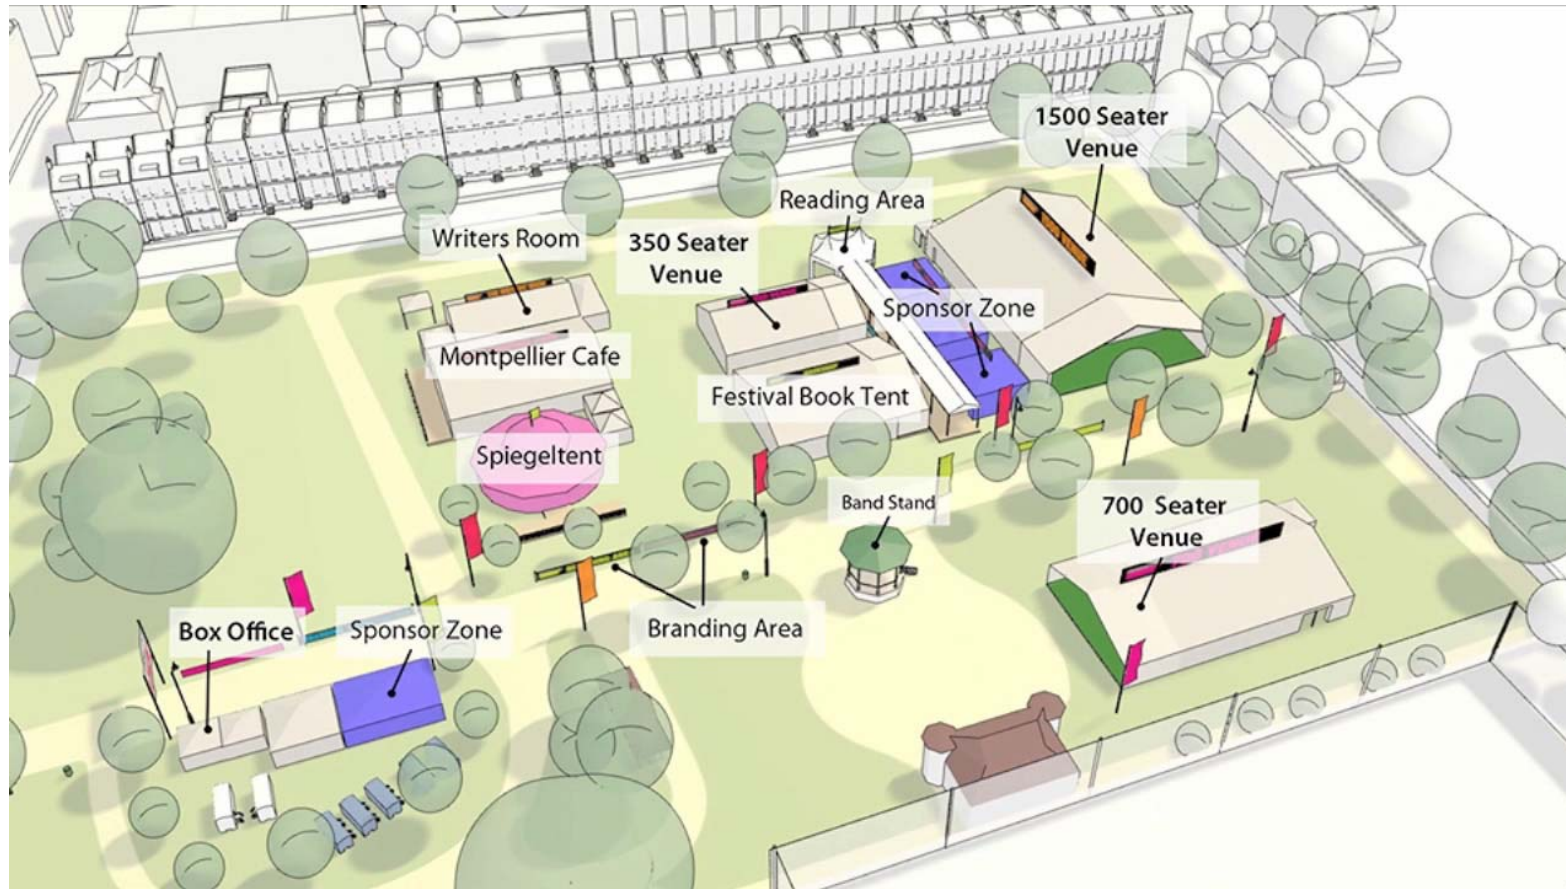 1500 Seater
Venue
Reading Area
Writers Room
350 Seater
Venue
Sponsor Zone
Montpellier Cafe
Festival Book Tent
Spiegeltent
Band Stand
700 Seater
Venue
Box Office
Sponsor Zone
Branding Area